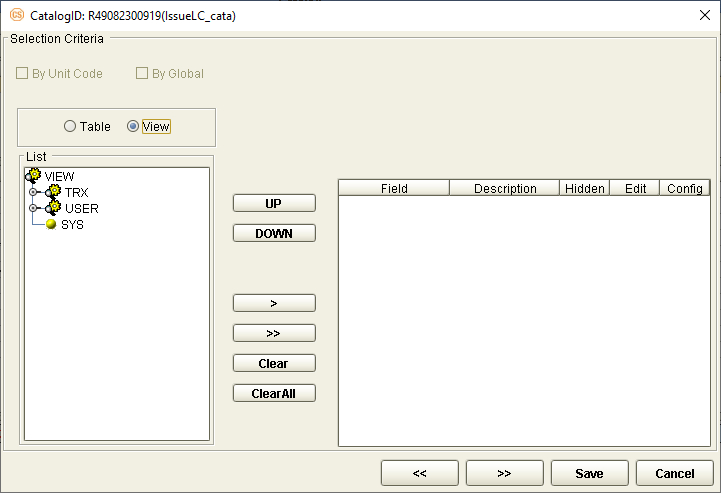 CS CatalogID: R49082300919(IssueLC_cata)
Selection Criteria
By Unit Code By Global
Table View
List
VIEW
TRX
USER
SYS
UP
DOWN
>
>>
Clear
ClearAll
Field Description Hidden Edit Config
<< >> Save Cancel